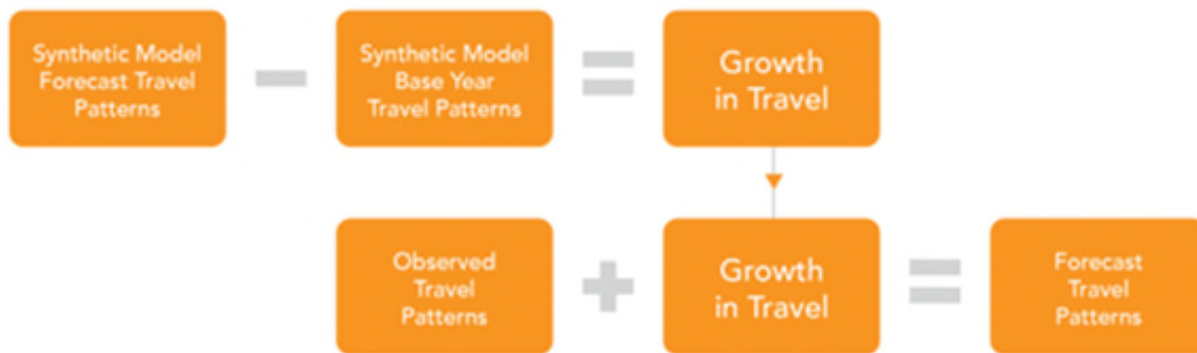 Synthetic Model
Forecast Travel
Patterns
Synthetic Model
Base Year
Travel Patterns
Growth
in Travel
Observed
Travel
Patterns
Growth
in Travel
Forecast
Travel
Patterns